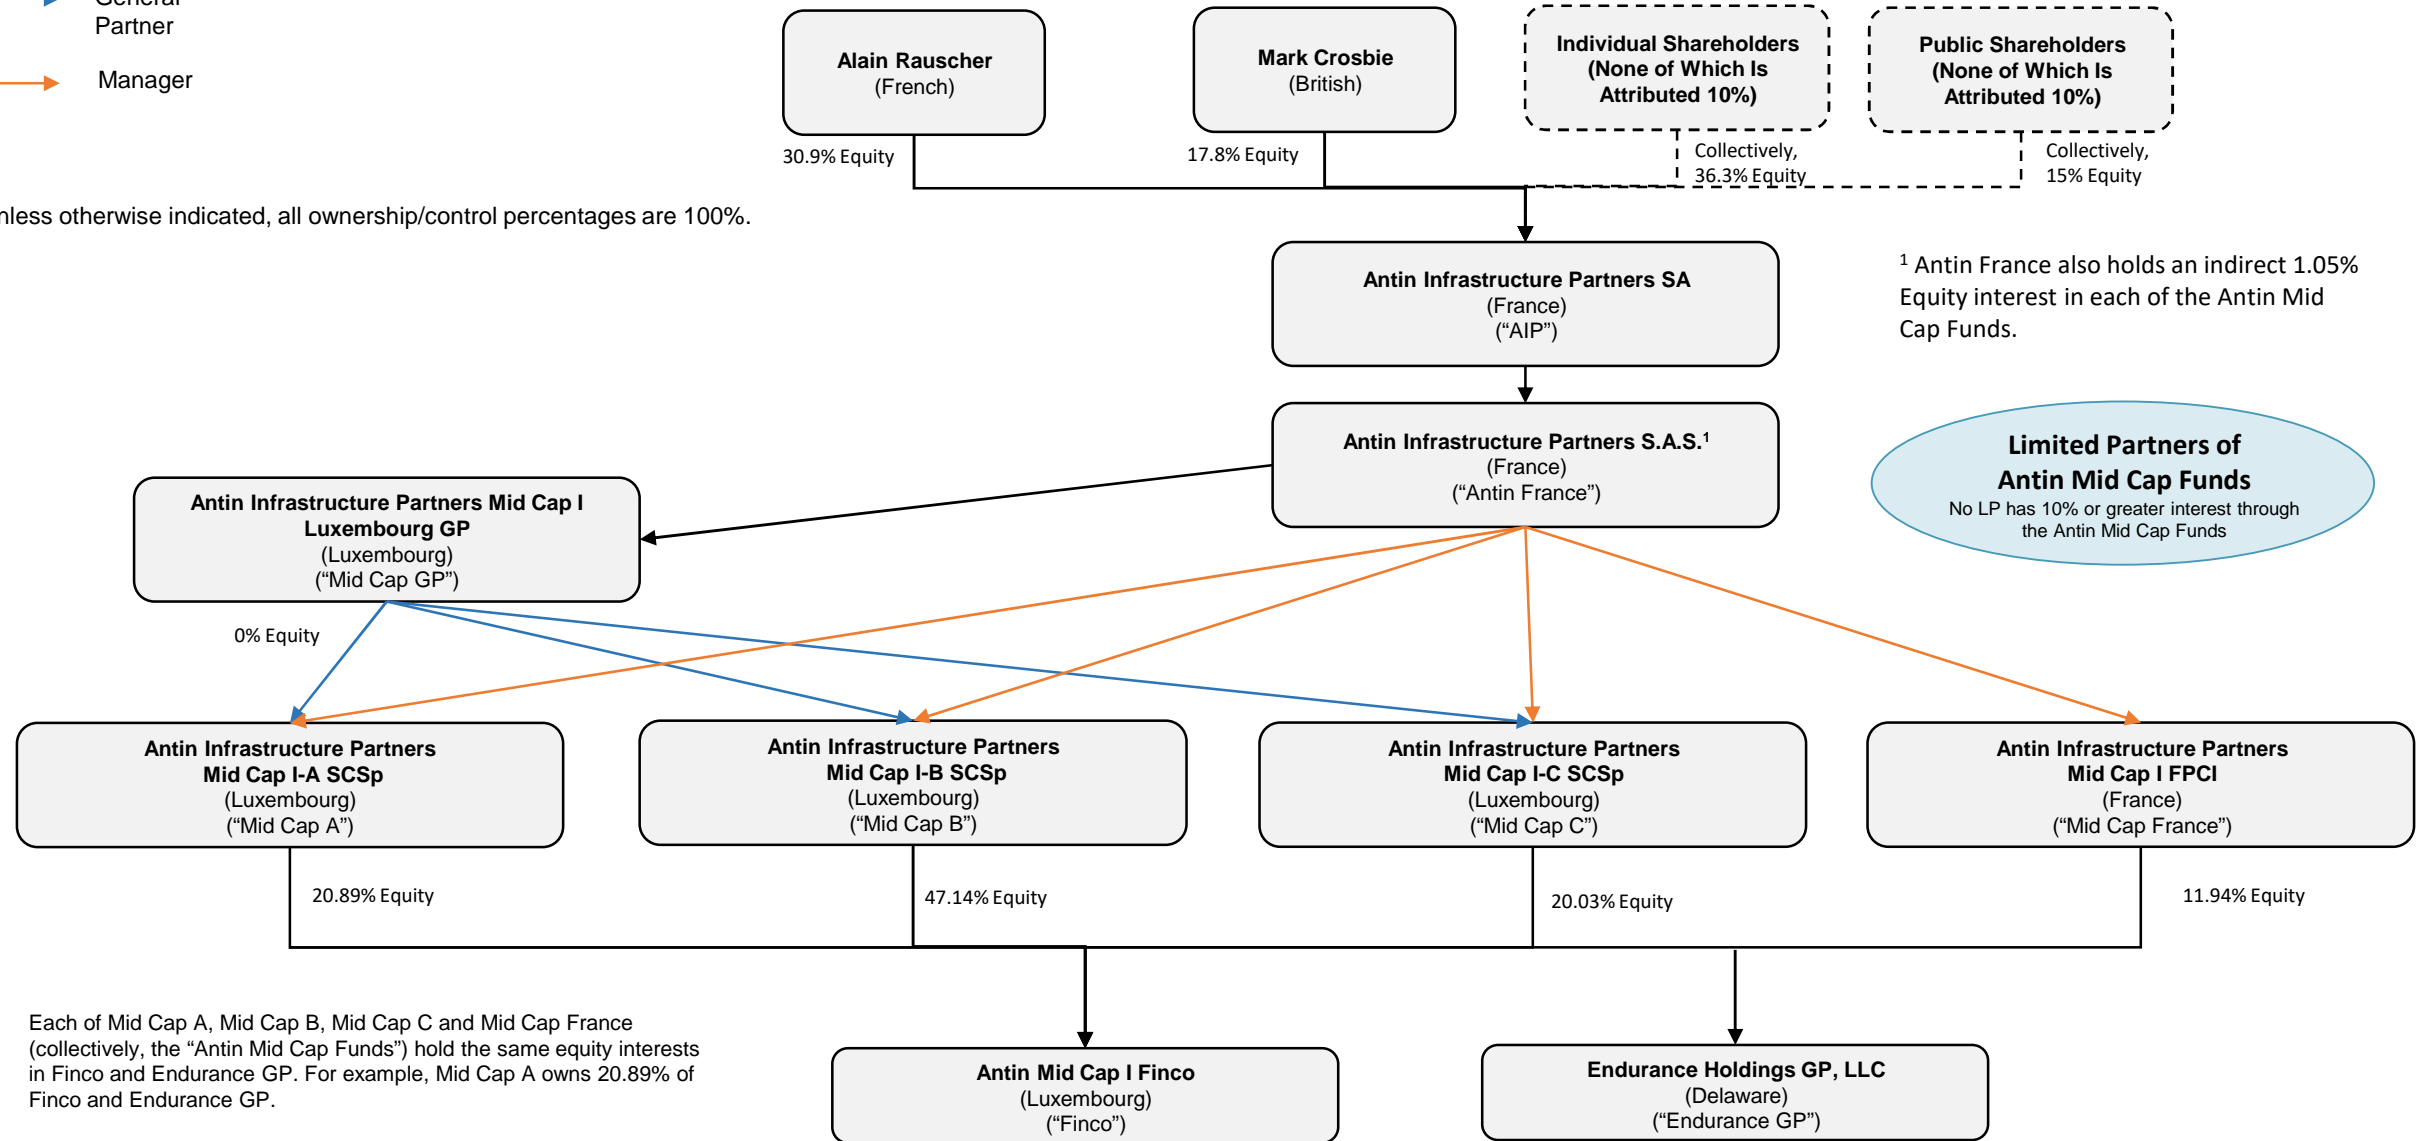 Partner
Manager
Alain Rauscher
(French)
Mark Crosbie
(British)
Individual Shareholders
(None of Which Is
Attributed 10%)
Public Shareholders
(None of Which Is
Attributed 10%)
30.9% Equity
17.8% Equity
Collectively,
36.3% Equity
Collectively,
15% Equity
otherwise indicated, all ownership/control percentages are 100%.
Antin Infrastructure Partners SA
(France)
(“AIP”)
¹ Antin France also holds an indirect 1.05%
Equity interest in each of the Antin Mid
Cap Funds.
Antin Infrastructure Partners S.A.S.¹
(France)
(“Antin France”)
Limited Partners of
Antin Mid Cap Funds
No LP has 10% or greater interest through
the Antin Mid Cap Funds
Antin Infrastructure Partners Mid Cap I
Luxembourg GP
(Luxembourg)
(“Mid Cap GP”)
0% Equity
Antin Infrastructure Partners
Mid Cap I-A SCSp
(Luxembourg)
(“Mid Cap A”)
Antin Infrastructure Partners
Mid Cap I-B SCSp
(Luxembourg)
(“Mid Cap B”)
Antin Infrastructure Partners
Mid Cap I-C SCSp
(Luxembourg)
(“Mid Cap C”)
Antin Infrastructure Partners
Mid Cap I FPCI
(France)
(“Mid Cap France”)
20.89% Equity
47.14% Equity
20.03% Equity
11.94% Equity
Each of Mid Cap A, Mid Cap B, Mid Cap C and Mid Cap France
(collectively, the “Antin Mid Cap Funds”) hold the same equity interests
in Finco and Endurance GP. For example, Mid Cap A owns 20.89% of
Finco and Endurance GP.
Antin Mid Cap I Finco
(Luxembourg)
(“Finco”)
Endurance Holdings GP, LLC
(Delaware)
(“Endurance GP”)